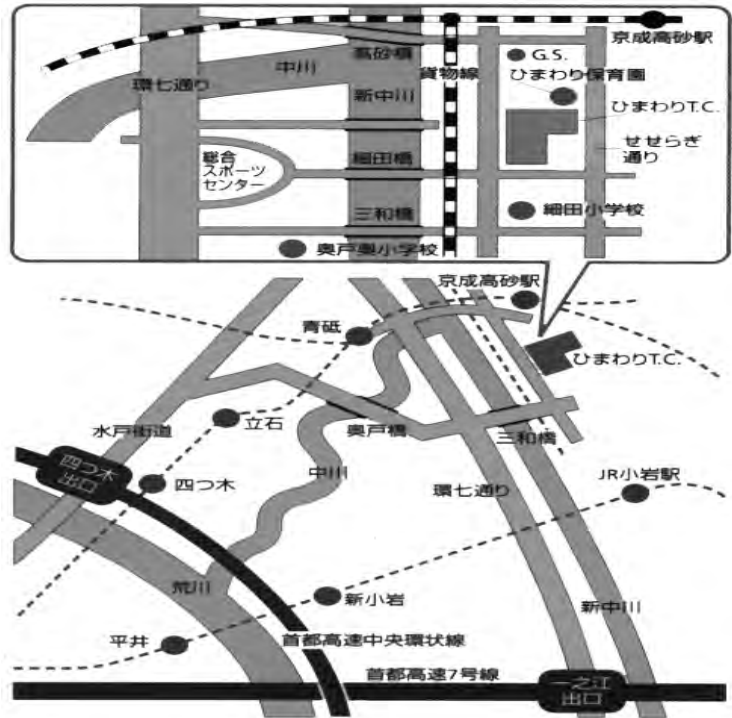 京成高砂駅
高砂橋
G.S.
中川
貨物線
ひまわり保育園
環七通り
新中川
ひまわりT.C.
総合
スポーツ
センター
細田橋
せせらぎ
通り
三和橋
細田小学校
奥戸奥小学校
京成高砂駅
青砥
ひまわりT.C.
水戸街道
立石
奥戸橋
三和橋
四つ木
出口
四つ木
中川
環七通り
JR小岩駅
荒川
新小岩
新中川
平井
首都高速中央環状線
首都高速7号線
一之江
出口